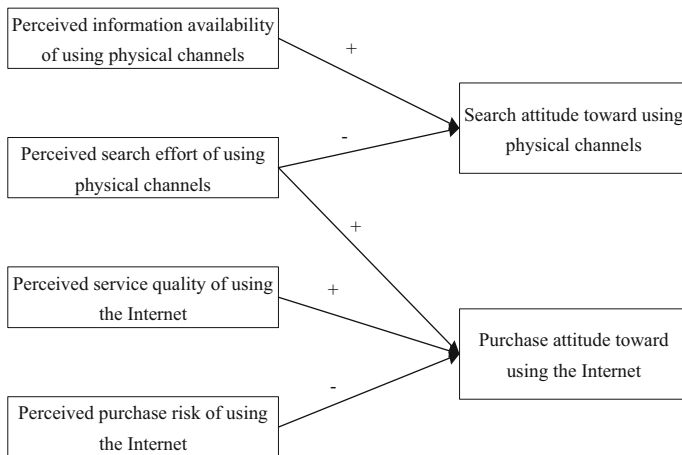 Perceived information availability
of using physical channels
+
Search attitude toward using
physical channels
-
Perceived search effort of using
physical channels
+
Perceived service quality of using
the Internet
+
Purchase attitude toward
using the Internet
-
Perceived purchase risk of using
the Internet